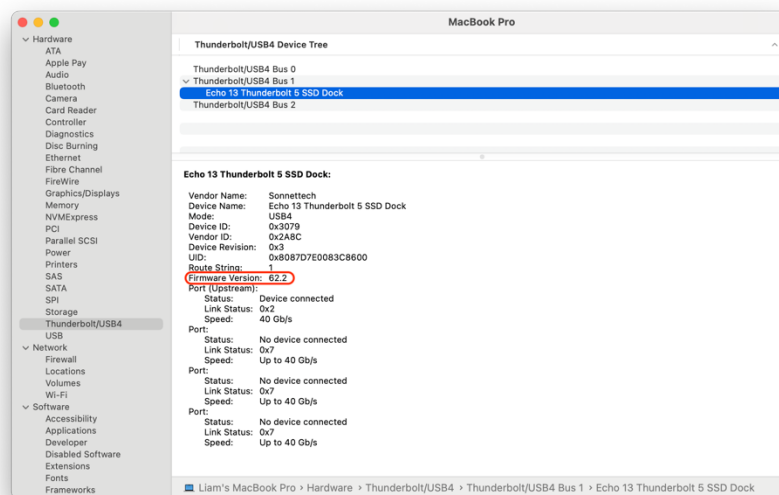 MacBook Pro
Hardware
ATA
Apple Pay
Audio
Bluetooth
Camera
Card Reader
Controller
Diagnostics
Disc Burning
Ethernet
Fibre Channel
FireWire
Graphics/Displays
Memory
NVMExpress
PCI
Parallel SCSI
Power
Printers
SAS
SATA
SPI
Storage
Thunderbolt/USB4
USB
Network
Firewall
Locations
Volumes
Wi-Fi
Software
Accessibility
Applications
Developer
Disabled Software
Extensions
Fonts
Frameworks
Thunderbolt/USB4 Device Tree
Thunderbolt/USB4 Bus 0
Thunderbolt/USB4 Bus 1
Echo 13 Thunderbolt 5 SSD Dock
Thunderbolt/USB4 Bus 2
Echo 13 Thunderbolt 5 SSD Dock:
Vendor Name: Sonnettech
Device Name: Echo 13 Thunderbolt 5 SSD Dock
Mode: USB4
Device ID: 0x3079
Vendor ID: 0x2A8C
Device Revision: 0x3
UID: 0x8087D7E0083C8600
Route String: 1
Firmware Version: 62.2
Port (Upstream):
Status: Device connected
Link Status: 0x2
Speed: 40 Gb/s
Port:
Status: No device connected
Link Status: 0x7
Speed: Up to 40 Gb/s
Port:
Status: No device connected
Link Status: 0x7
Speed: Up to 40 Gb/s
Port:
Status: No device connected
Link Status: 0x7
Speed: Up to 40 Gb/s
Liam's MacBook Pro › Hardware › Thunderbolt/USB4 › Thunderbolt/USB4 Bus 1 › Echo 13 Thunderbolt 5 SSD Dock